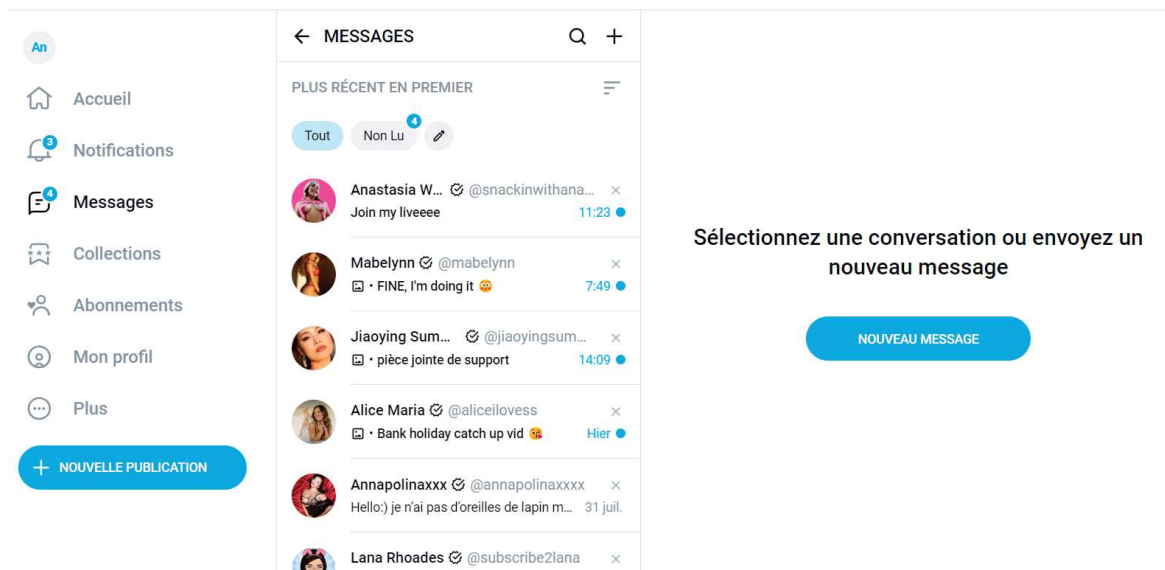 An
Accueil
3
Notifications
4
Messages
Collections
Abonnements
Mon profil
Plus
NOUVELLE PUBLICATION
MESSAGES
PLUS RÉCENT EN PREMIER
Tout
Non Lu
4
Anastasia W... @snackinwithana...
Join my liveeee 11:23
Mabelynn @mabelynn
• FINE, I'm doing it 😬 7:49
Jiaoying Sum... @jiaoyingsum...
• pièce jointe de support 14:09
Alice Maria @aliceilovess
• Bank holiday catch up vid 😘 Hier
Annapolinaxxx @annapolinaxxxx
Hello:) je n'ai pas d'oreilles de lapin m... 31 juil.
Lana Rhoades @subscribe2lana
Sélectionnez une conversation ou envoyez un
nouveau message
NOUVEAU MESSAGE